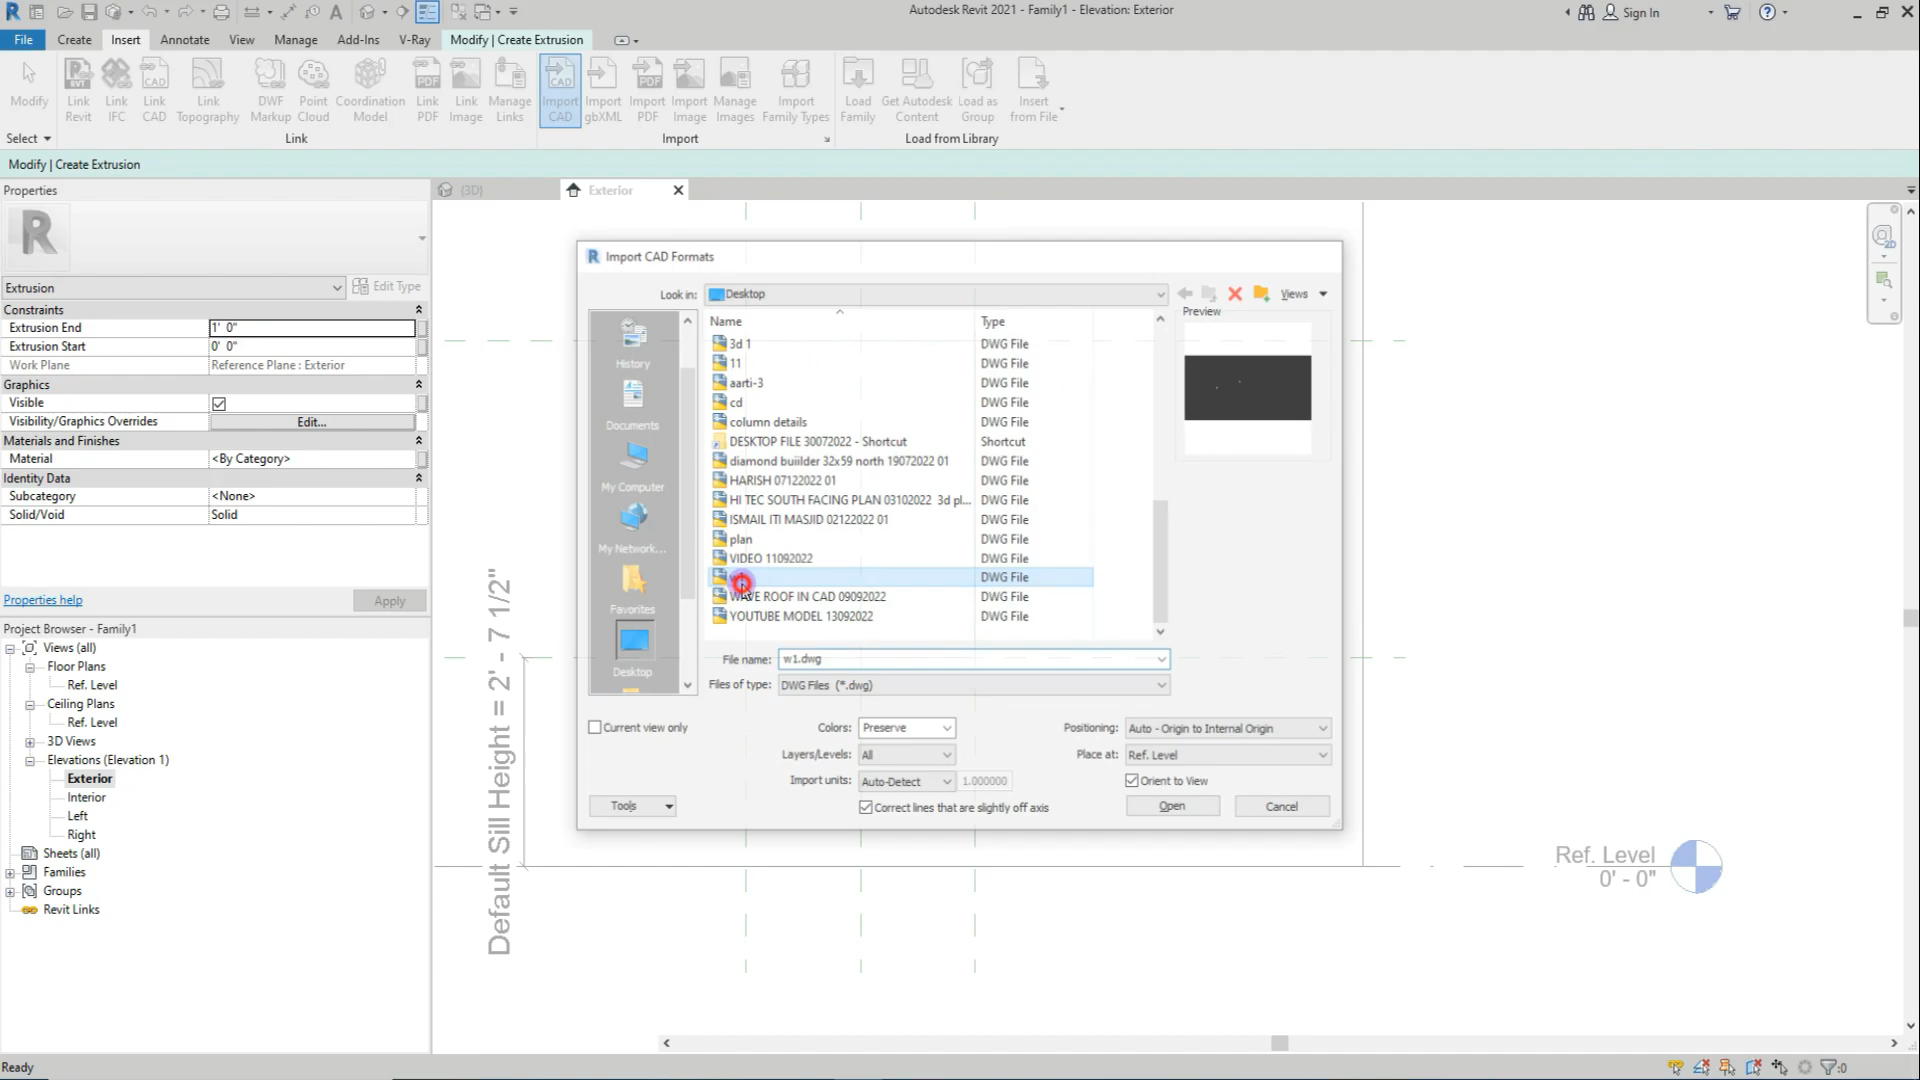 Autodesk Revit 2021 - Family1 - Elevation: Exterior
Sign In
File
Create
Insert
Annotate
View
Manage
Add-Ins
V-Ray
Modify | Create Extrusion
Modify
Link Revit
Link IFC
Link CAD
Link Topography
DWF Markup
Point Cloud
Coordination Model
Link PDF
Link Image
Manage Links
Import CAD
Import gbXML
Import PDF
Import Image
Manage Images
Import Family Types
Load Family
Get Autodesk Content
Load as Group
Insert from File
Select
Link
Import
Load from Library
Modify | Create Extrusion
Properties
R
Extrusion
Edit Type
Constraints
Extrusion End 1' 0"
Extrusion Start 0' 0"
Work Plane Reference Plane : Exterior
Graphics
Visible
Visibility/Graphics Overrides Edit...
Materials and Finishes
Material <By Category>
Identity Data
Subcategory <None>
Solid/Void Solid
Properties help
Apply
Project Browser - Family1
Views (all)
Floor Plans
Ref. Level
Ceiling Plans
Ref. Level
3D Views
Elevations (Elevation 1)
Exterior
Interior
Left
Right
Sheets (all)
Families
Groups
Revit Links
Ready
{3D}
Exterior
2D
Default Sill Height = 2' - 7 1/2"
Ref. Level
0' - 0"
Import CAD Formats
Look in: Desktop
Views
Preview
History
Documents
My Computer
My Network...
Favorites
Desktop
Name Type
3d 1 DWG File
11 DWG File
aarti-3 DWG File
cd DWG File
column details DWG File
DESKTOP FILE 30072022 - Shortcut Shortcut
diamond buiilder 32x59 north 19072022 01 DWG File
HARISH 07122022 01 DWG File
HI TEC SOUTH FACING PLAN 03102022 3d pl... DWG File
ISMAIL ITI MASJID 02122022 01 DWG File
plan DWG File
VIDEO 11092022 DWG File
DWG File
WAVE ROOF IN CAD 09092022 DWG File
YOUTUBE MODEL 13092022 DWG File
File name: w1.dwg
Files of type: DWG Files (*.dwg)
Current view only
Colors: Preserve
Layers/Levels: All
Import units: Auto-Detect 1.000000
Correct lines that are slightly off axis
Positioning: Auto - Origin to Internal Origin
Place at: Ref. Level
Orient to View
Tools
Open
Cancel
:0